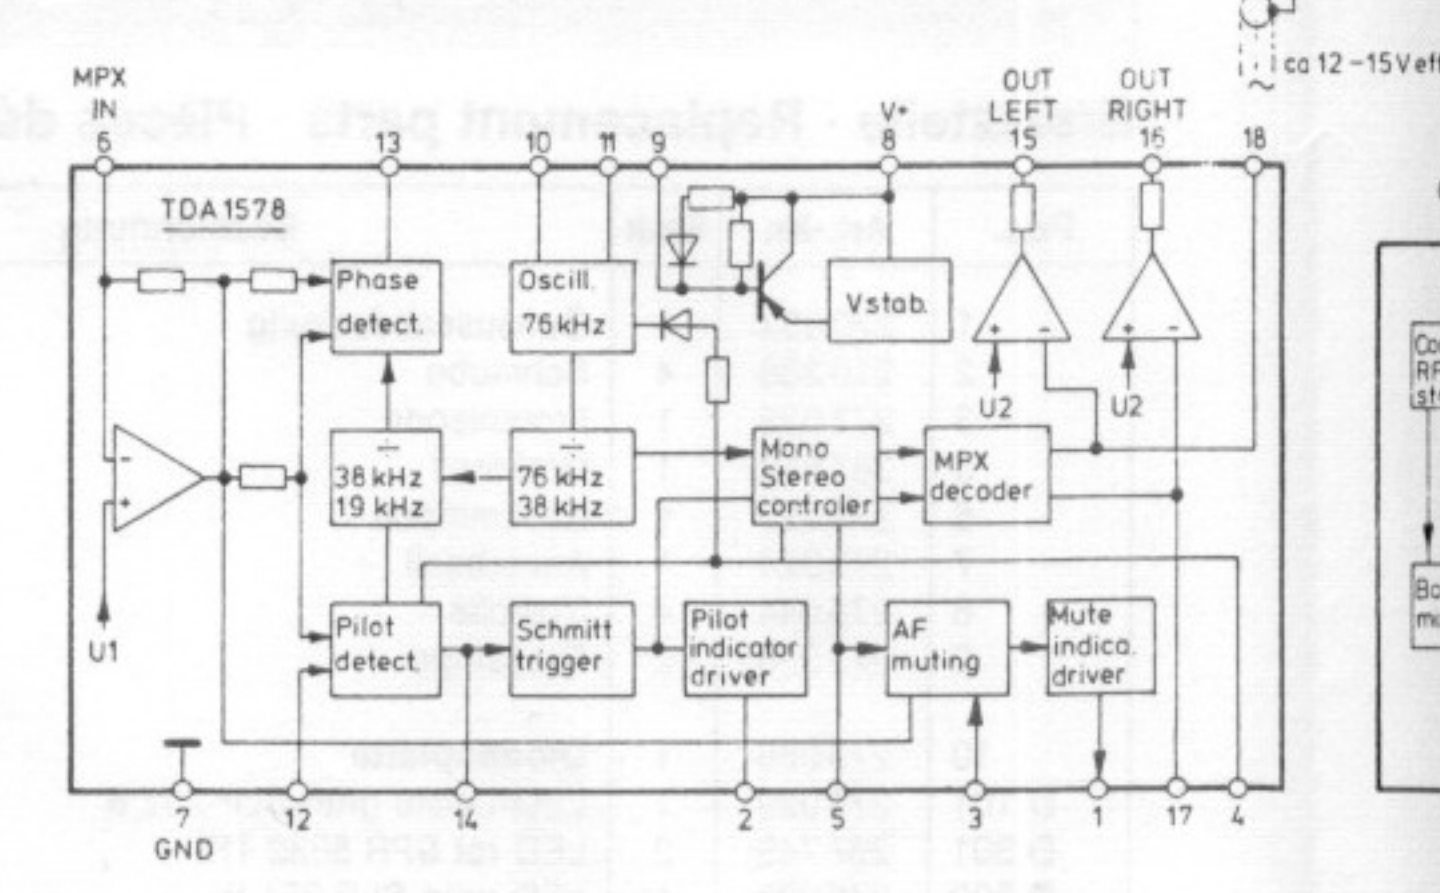 MPX
IN
6
13
10
11
9
V+
8
OUT
LEFT
15
OUT
RIGHT
16
18
ca 12-15Veff
~
TDA1578
Phase
detect.
Oscill.
76kHz
Vstab.
+ -
+ -
U2
U2
-
+
U1
÷
38 kHz
19 kHz
÷
76 kHz
38 kHz
Mono
Stereo
controler
MPX
decoder
Pilot
detect.
Schmitt
trigger
Pilot
indicator
driver
AF
muting
Mute
indica.
driver
7
GND
12
14
2
5
3
1
17
4